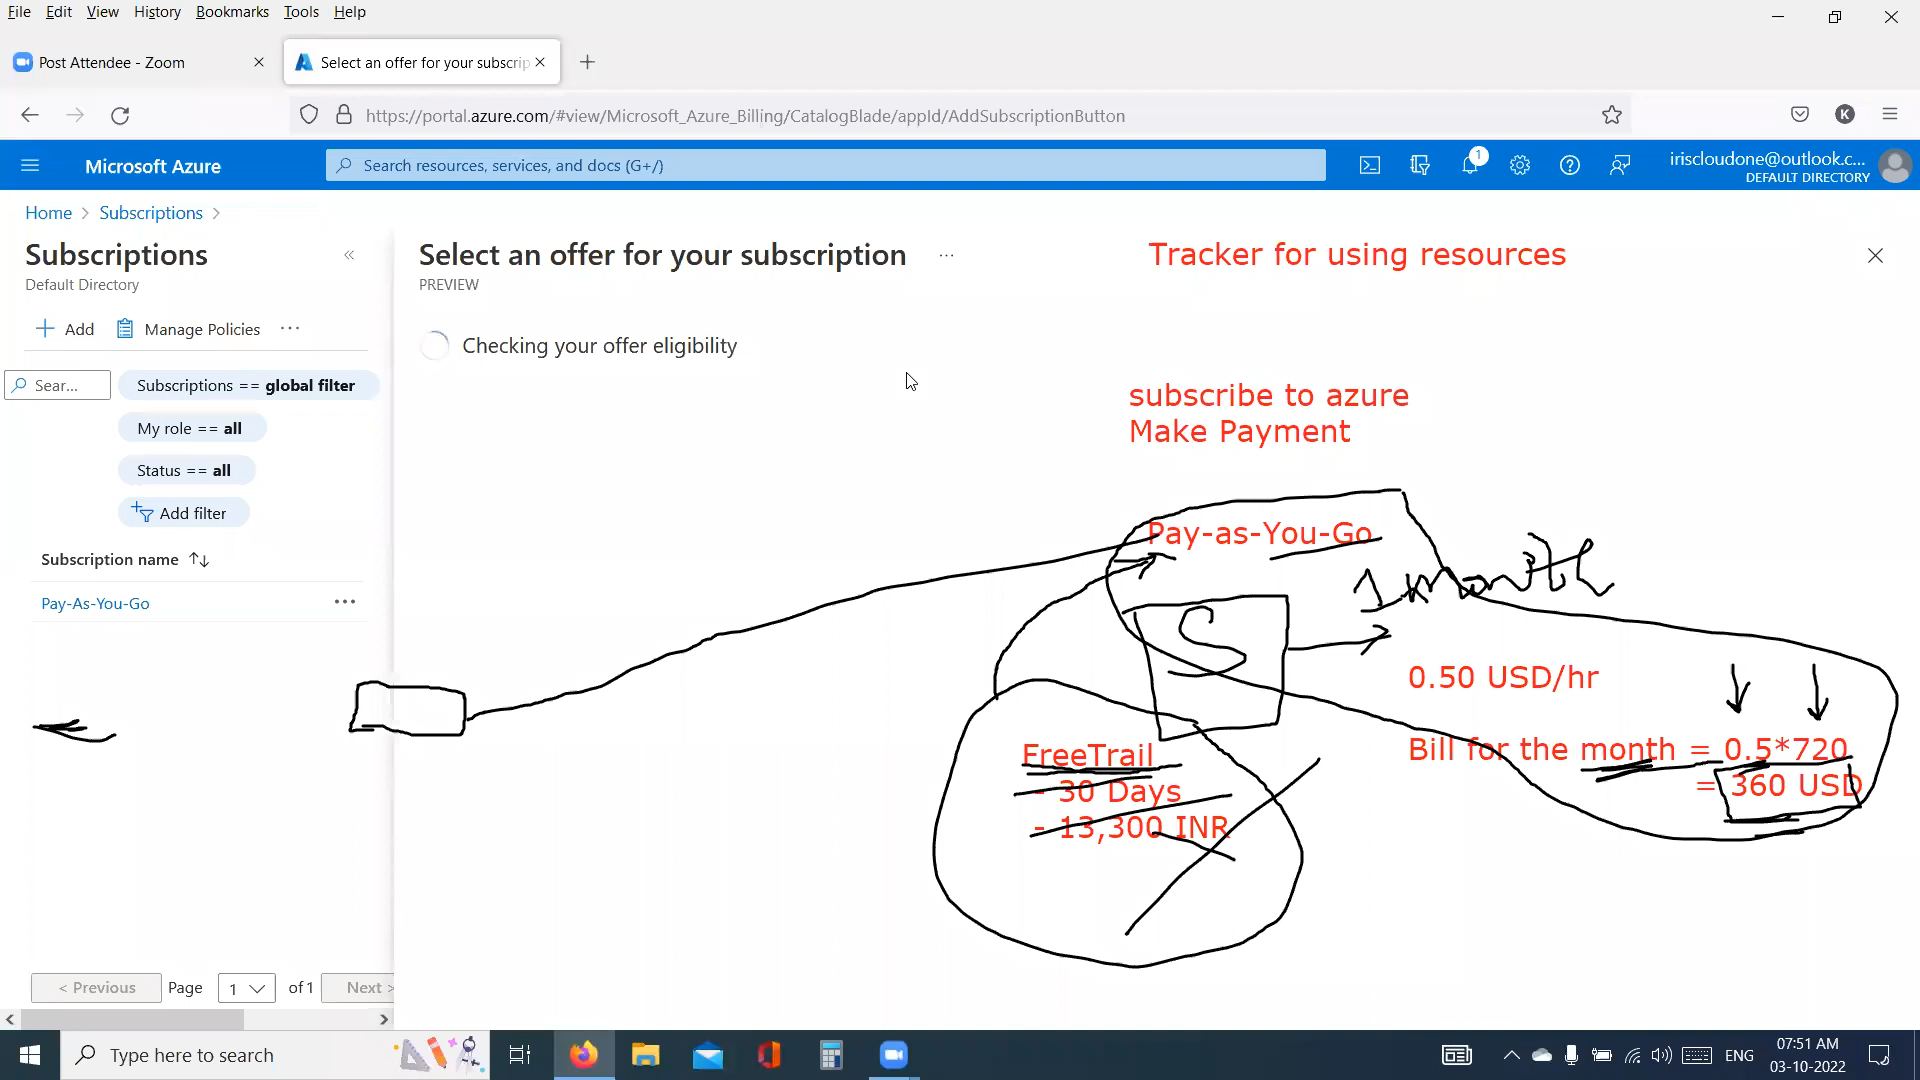 File Edit View History Bookmarks Tools Help
Post Attendee - Zoom
Select an offer for your subscrip
https://portal.azure.com/#view/Microsoft_Azure_Billing/CatalogBlade/appId/AddSubscriptionButton
K
Microsoft Azure
Search resources, services, and docs (G+/)
1
iriscloudone@outlook.c...
DEFAULT DIRECTORY
Home > Subscriptions >
Subscriptions
Default Directory
Add
Manage Policies
Sear...
Subscriptions == global filter
My role == all
Status == all
Add filter
Subscription name
Pay-As-You-Go
< Previous Page 1 of 1 Next >
Select an offer for your subscription
PREVIEW
Checking your offer eligibility
Tracker for using resources
subscribe to azure
Make Payment
Pay-as-You-Go
1 month
S
0.50 USD/hr
Bill for the month = 0.5*720
= 360 USD
FreeTrail
- 30 Days
- 13,300 INR
Type here to search
ENG
07:51 AM
03-10-2022